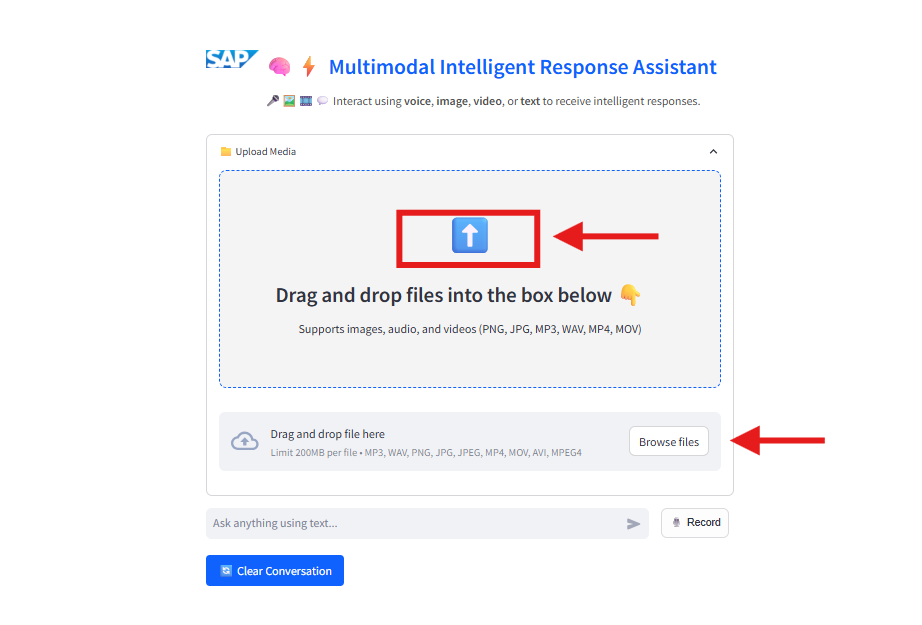 SAP
Multimodal Intelligent Response Assistant
Interact using voice, image, video, or text to receive intelligent responses.
Upload Media
Drag and drop files into the box below
Supports images, audio, and videos (PNG, JPG, MP3, WAV, MP4, MOV)
Drag and drop file here
Limit 200MB per file • MP3, WAV, PNG, JPG, JPEG, MP4, MOV, AVI, MPEG4
Browse files
Ask anything using text...
Record
Clear Conversation